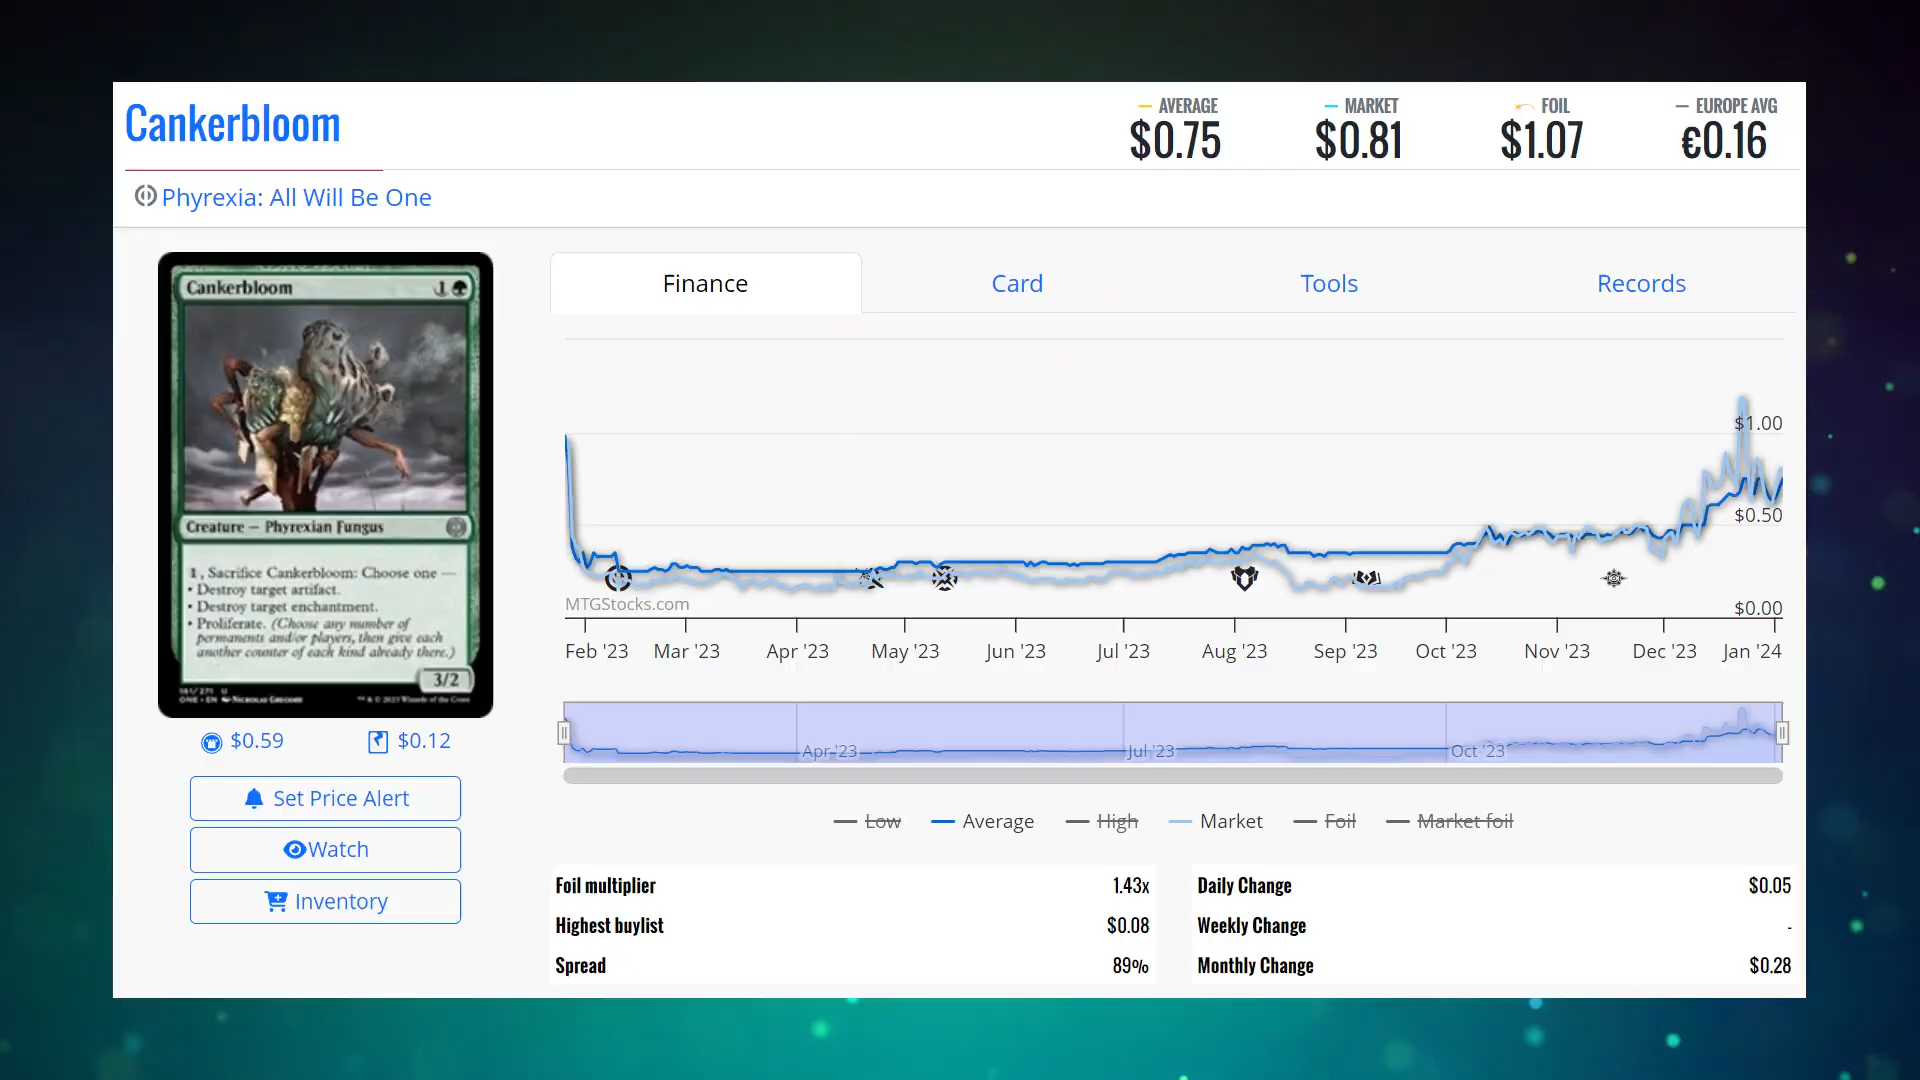 Cankerbloom
AVERAGE
$0.75
MARKET
$0.81
FOIL
$1.07
EUROPE AVG
€0.16
Phyrexia: All Will Be One
Cankerbloom 1
Creature — Phyrexian Fungus
1, Sacrifice Cankerbloom: Choose one —
• Destroy target artifact.
• Destroy target enchantment.
• Proliferate. (Choose any number of
permanents and/or players, then give each
another counter of each kind already there.)
3/2
$0.59
$0.12
Set Price Alert
Watch
Inventory
Finance
Card
Tools
Records
$1.00
$0.50
$0.00
MTGStocks.com
Feb '23 Mar '23 Apr '23 May '23 Jun '23 Jul '23 Aug '23 Sep '23 Oct '23 Nov '23 Dec '23 Jan '24
Apr '23 Jul '23 Oct '23
Low Average High Market Foil Market foil
Foil multiplier 1.43x
Highest buylist $0.08
Spread 89%
Daily Change $0.05
Weekly Change -
Monthly Change $0.28